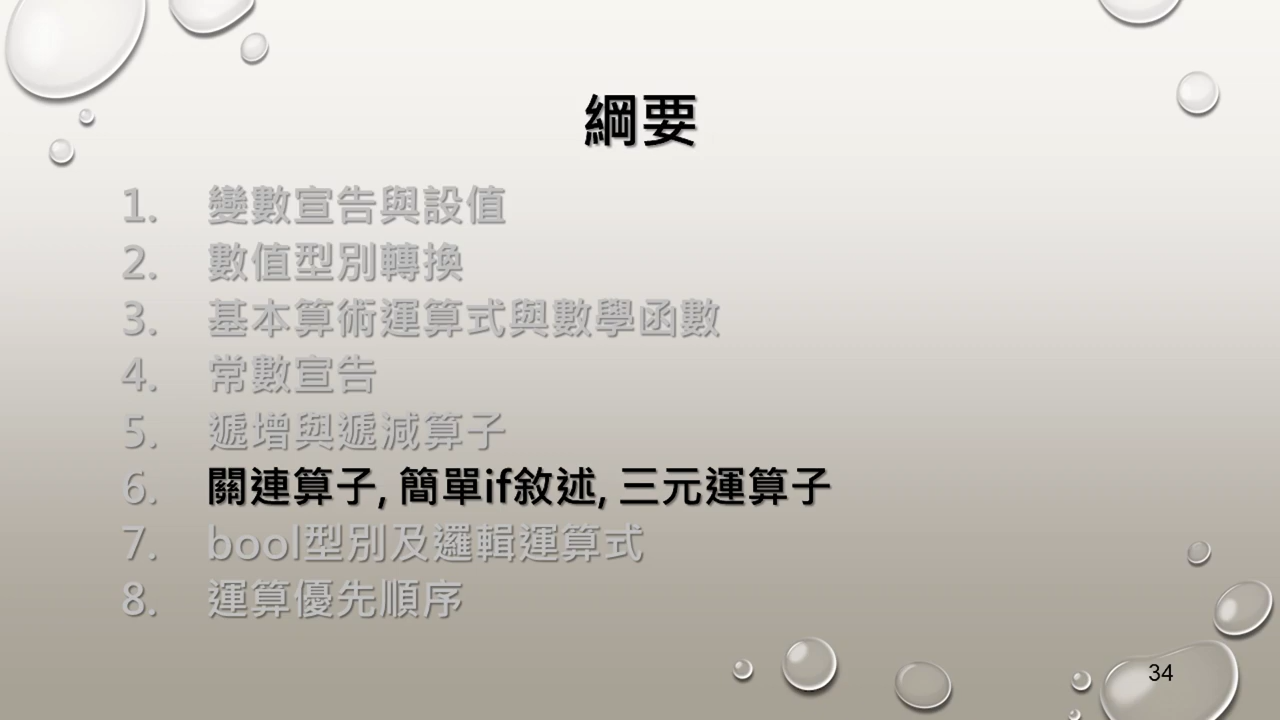 綱要
1. 變數宣告與設值
2. 數值型別轉換
3. 基本算術運算式與數學函數
4. 常數宣告
5. 遞增與遞減算子
6. 關連算子, 簡單if敘述, 三元運算子
7. bool型別及邏輯運算式
8. 運算優先順序
34